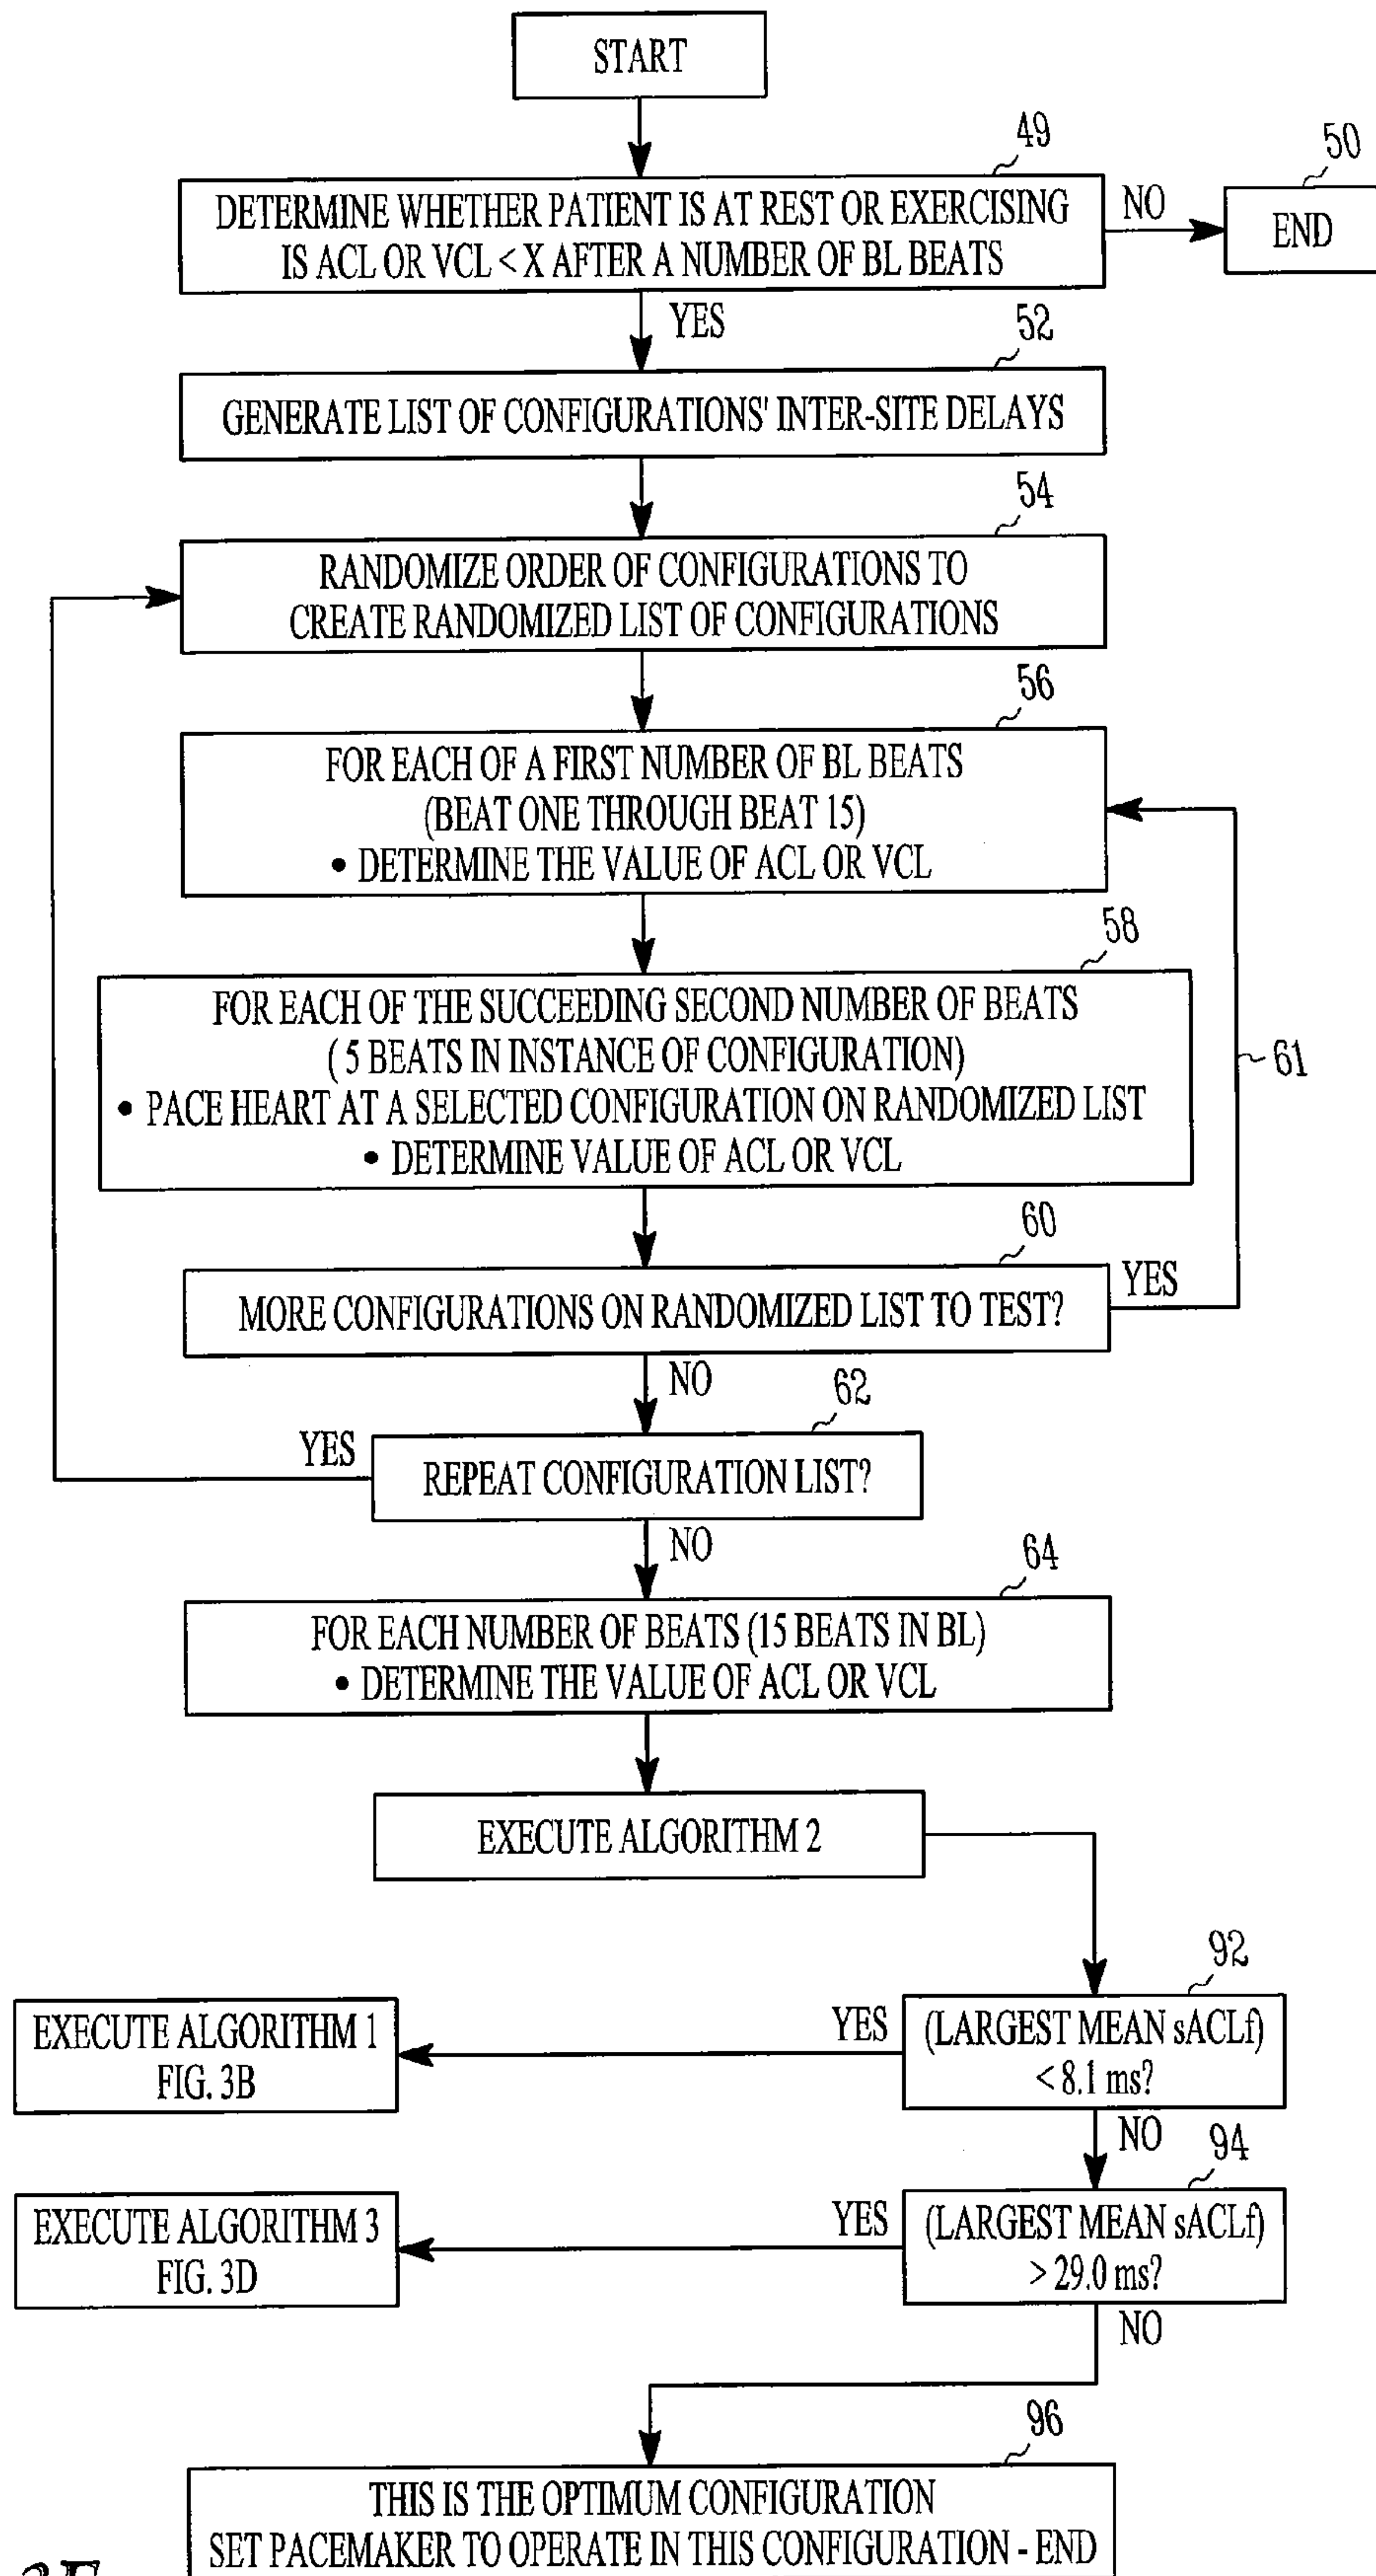 START
49
50
DETERMINE WHETHER PATIENT IS AT REST OR EXERCISING
IS ACL OR VCL < X AFTER A NUMBER OF BL BEATS
NO
END
YES
52
GENERATE LIST OF CONFIGURATIONS' INTER-SITE DELAYS
54
RANDOMIZE ORDER OF CONFIGURATIONS TO
CREATE RANDOMIZED LIST OF CONFIGURATIONS
56
FOR EACH OF A FIRST NUMBER OF BL BEATS
(BEAT ONE THROUGH BEAT 15)
• DETERMINE THE VALUE OF ACL OR VCL
58
FOR EACH OF THE SUCCEEDING SECOND NUMBER OF BEATS
( 5 BEATS IN INSTANCE OF CONFIGURATION)
• PACE HEART AT A SELECTED CONFIGURATION ON RANDOMIZED LIST
• DETERMINE VALUE OF ACL OR VCL
61
60
MORE CONFIGURATIONS ON RANDOMIZED LIST TO TEST?
YES
NO
62
YES
REPEAT CONFIGURATION LIST?
NO
64
FOR EACH NUMBER OF BEATS (15 BEATS IN BL)
• DETERMINE THE VALUE OF ACL OR VCL
EXECUTE ALGORITHM 2
92
EXECUTE ALGORITHM 1
FIG. 3B
YES
(LARGEST MEAN sACLf)
< 8.1 ms?
NO
94
EXECUTE ALGORITHM 3
FIG. 3D
YES
(LARGEST MEAN sACLf)
> 29.0 ms?
NO
96
THIS IS THE OPTIMUM CONFIGURATION
SET PACEMAKER TO OPERATE IN THIS CONFIGURATION - END